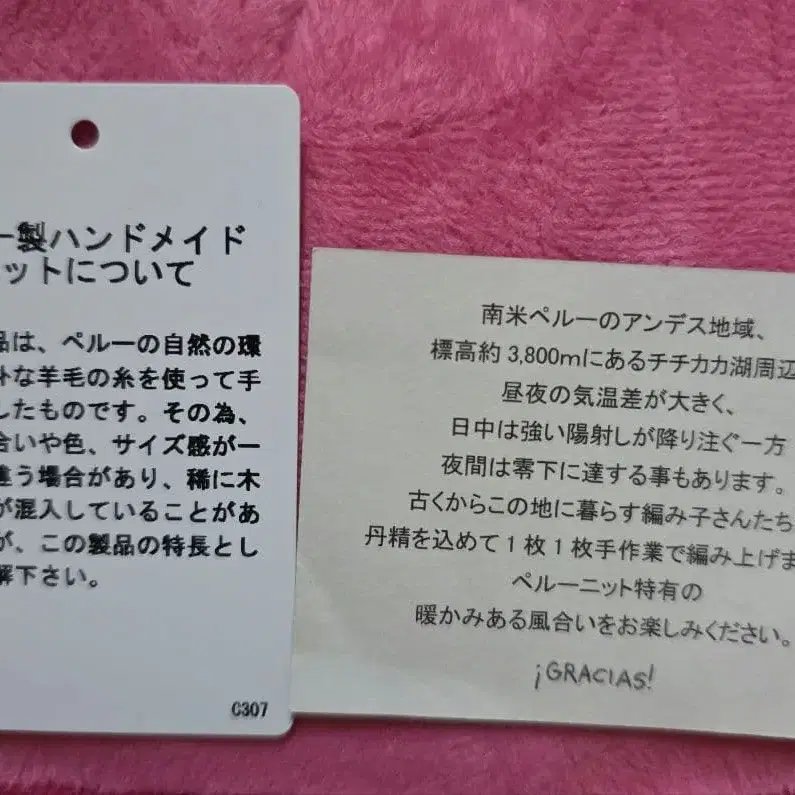 ー製ハンドメイド
ットについて
品は、ペルーの自然の環
朴な羊毛の糸を使って手
したものです。その為、
合いや色、サイズ感が一
違う場合があり、稀に木
が混入していることがあ
が、この製品の特長とし
解下さい。
C307
南米ペルーのアンデス地域、
標高約 3,800mにあるチチカカ湖周辺
昼夜の気温差が大きく、
日中は強い陽射しが降り注ぐ一方
夜間は零下に達する事もあります。
古くからこの地に暮らす編み子さんたち
丹精を込めて1枚1枚手作業で編み上げま
ペルーニット特有の
暖かみある風合いをお楽しみください。
¡GRACIAS!